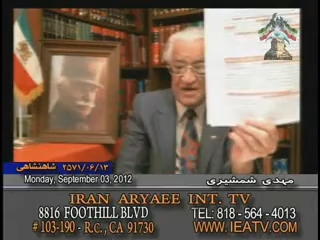 شاهنشاهی ۲۵۷۱/۰۶/۱۳
Monday, September 03, 2012
مهدی شمشیری
IRAN ARYAEE INT. TV
8816 FOOTHILL BLVD
# 103-190 - R.c., CA 91730
TEL: 818 - 564 - 4013
WWW.IEATV.COM